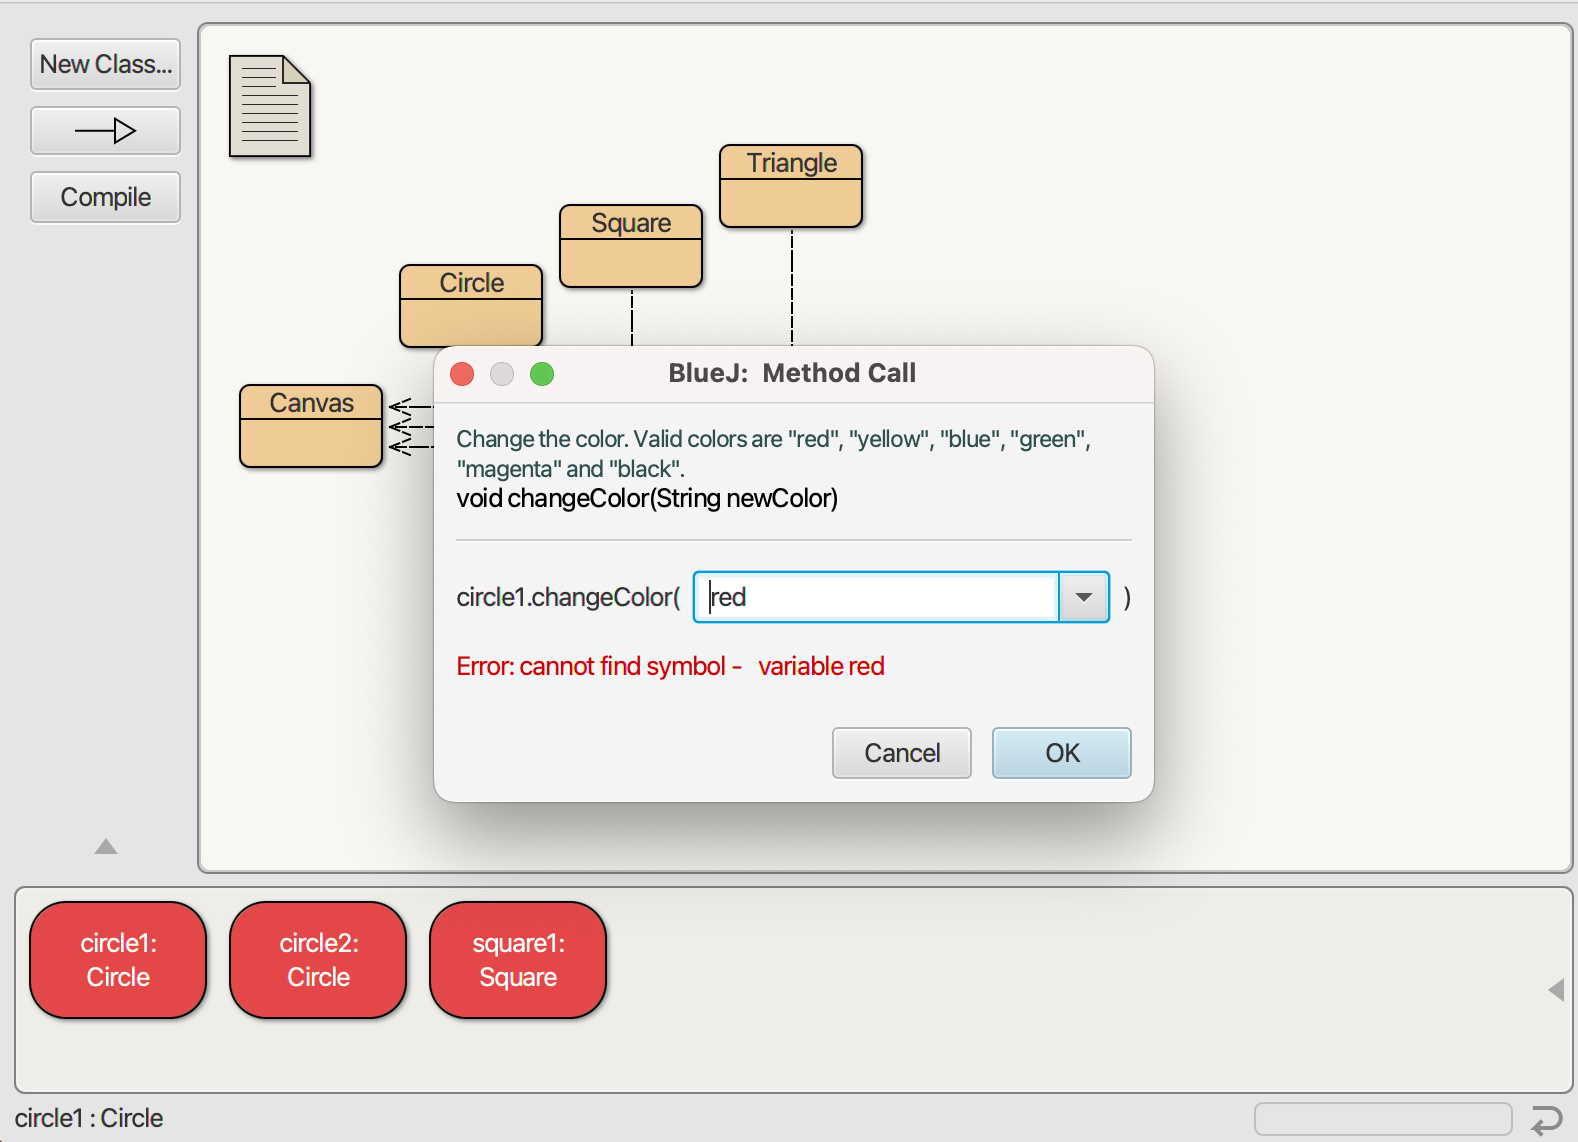 New Class...
Compile
Triangle
Square
Circle
Canvas
BlueJ:  Method Call
Change the color. Valid colors are "red", "yellow", "blue", "green",
"magenta" and "black".
void changeColor(String newColor)
circle1.changeColor( red )
Error: cannot find symbol -   variable red
Cancel
OK
circle1:
Circle
circle2:
Circle
square1:
Square
circle1 : Circle